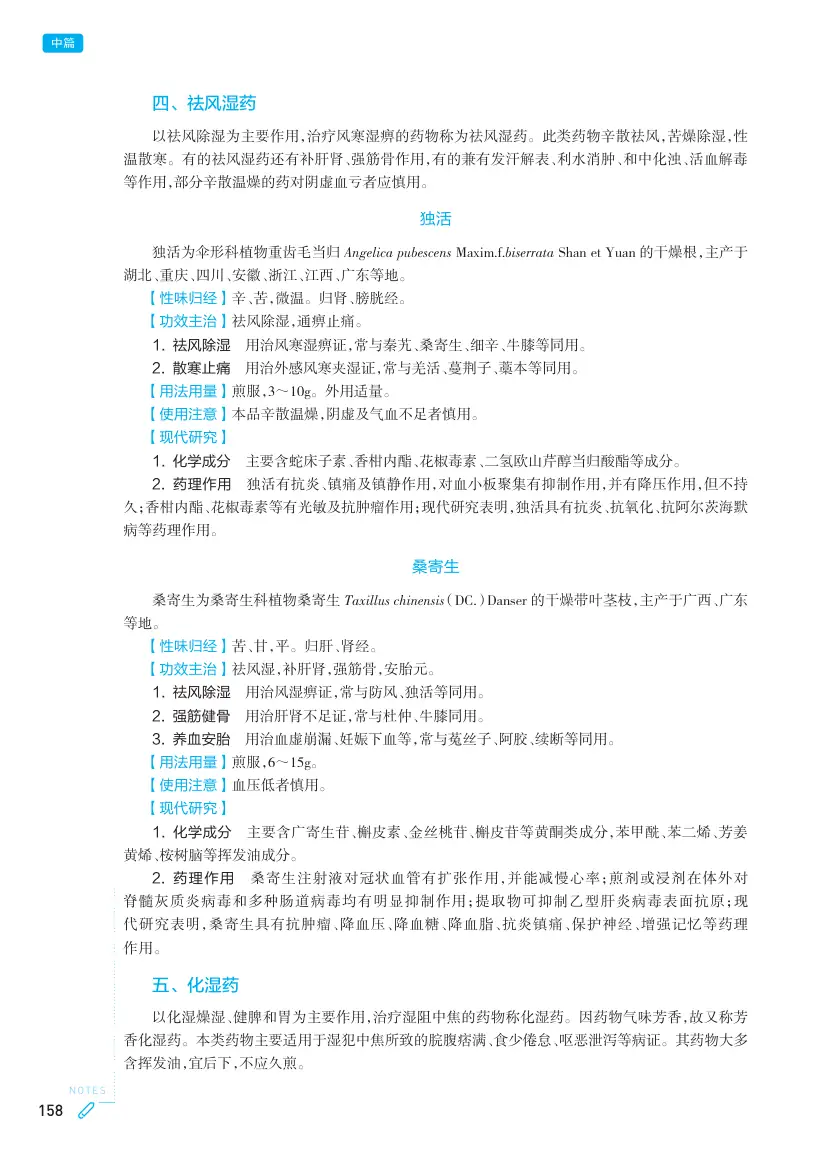 中篇
四、祛风湿药
以祛风除湿为主要作用,治疗风寒湿痹的药物称为祛风湿药。此类药物辛散祛风,苦燥除湿,性
温散寒。有的祛风湿药还有补肝肾、强筋骨作用,有的兼有发汗解表、利水消肿、和中化浊、活血解毒
等作用,部分辛散温燥的药对阴虚血亏者应慎用。
独活
独活为伞形科植物重齿毛当归 Angelica pubescens Maxim.f.biserrata Shan et Yuan 的干燥根,主产于
湖北、重庆、四川、安徽、浙江、江西、广东等地。
【性味归经】辛、苦,微温。归肾、膀胱经。
【功效主治】祛风除湿,通痹止痛。
1. 祛风除湿 用治风寒湿痹证,常与秦艽、桑寄生、细辛、牛膝等同用。
2. 散寒止痛 用治外感风寒夹湿证,常与羌活、蔓荆子、藁本等同用。
【用法用量】煎服,3~10g。外用适量。
【使用注意】本品辛散温燥,阴虚及气血不足者慎用。
【现代研究】
1. 化学成分 主要含蛇床子素、香柑内酯、花椒毒素、二氢欧山芹醇当归酸酯等成分。
2. 药理作用 独活有抗炎、镇痛及镇静作用,对血小板聚集有抑制作用,并有降压作用,但不持
久;香柑内酯、花椒毒素等有光敏及抗肿瘤作用;现代研究表明,独活具有抗炎、抗氧化、抗阿尔茨海默
病等药理作用。
桑寄生
桑寄生为桑寄生科植物桑寄生 Taxillus chinensis(DC.)Danser 的干燥带叶茎枝,主产于广西、广东
等地。
【性味归经】苦、甘,平。归肝、肾经。
【功效主治】祛风湿,补肝肾,强筋骨,安胎元。
1. 祛风除湿 用治风湿痹证,常与防风、独活等同用。
2. 强筋健骨 用治肝肾不足证,常与杜仲、牛膝同用。
3. 养血安胎 用治血虚崩漏、妊娠下血等,常与菟丝子、阿胶、续断等同用。
【用法用量】煎服,6~15g。
【使用注意】血压低者慎用。
【现代研究】
1. 化学成分 主要含广寄生苷、槲皮素、金丝桃苷、槲皮苷等黄酮类成分,苯甲酰、苯二烯、芳姜
黄烯、桉树脑等挥发油成分。
2. 药理作用 桑寄生注射液对冠状血管有扩张作用,并能减慢心率;煎剂或浸剂在体外对
脊髓灰质炎病毒和多种肠道病毒均有明显抑制作用;提取物可抑制乙型肝炎病毒表面抗原;现
代研究表明,桑寄生具有抗肿瘤、降血压、降血糖、降血脂、抗炎镇痛、保护神经、增强记忆等药理
作用。
五、化湿药
以化湿燥湿、健脾和胃为主要作用,治疗湿阻中焦的药物称化湿药。因药物气味芳香,故又称芳
香化湿药。本类药物主要适用于湿犯中焦所致的脘腹痞满、食少倦怠、呕恶泄泻等病证。其药物大多
含挥发油,宜后下,不应久煎。
NOTES
158